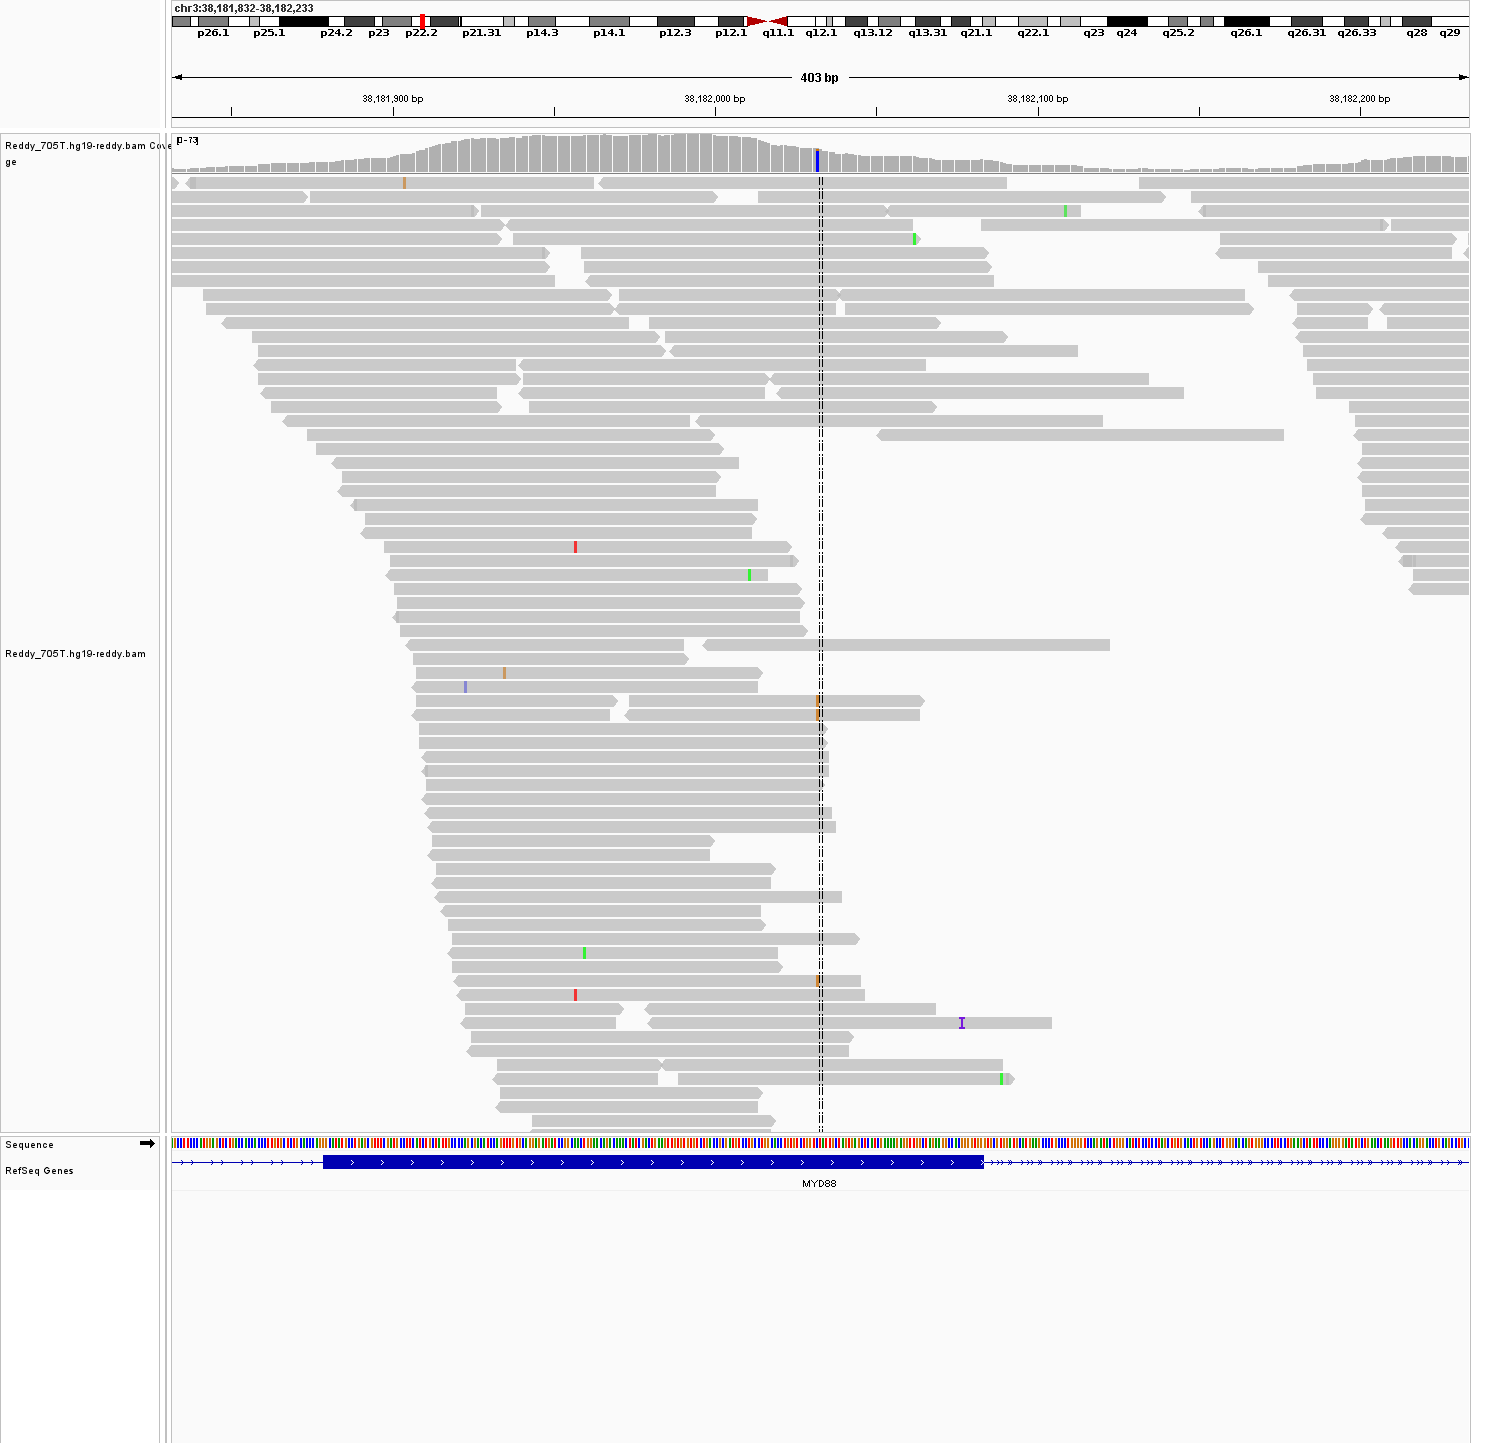 chr3:38,181,832-38,182,233
p26.1 p25.1 p24.2 p23 p22.2 p21.31 p14.3 p14.1 p12.3 p12.1 q11.1 q12.1 q13.12 q13.31 q21.1 q22.1 q23 q24 q25.2 q26.1 q26.31 q26.33 q28 q29
403 bp
38,181,900 bp 38,182,000 bp 38,182,100 bp 38,182,200 bp
[0-73]
Reddy_705T.hg19-reddy.bam Cove
ge
Reddy_705T.hg19-reddy.bam
Sequence
RefSeq Genes
MYD88